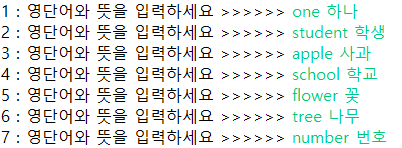 1 : 영단어와 뜻을 입력하세요 >>>>>> one 하나
2 : 영단어와 뜻을 입력하세요 >>>>>> student 학생
3 : 영단어와 뜻을 입력하세요 >>>>>> apple 사과
4 : 영단어와 뜻을 입력하세요 >>>>>> school 학교
5 : 영단어와 뜻을 입력하세요 >>>>>> flower 꽃
6 : 영단어와 뜻을 입력하세요 >>>>>> tree 나무
7 : 영단어와 뜻을 입력하세요 >>>>>> number 번호